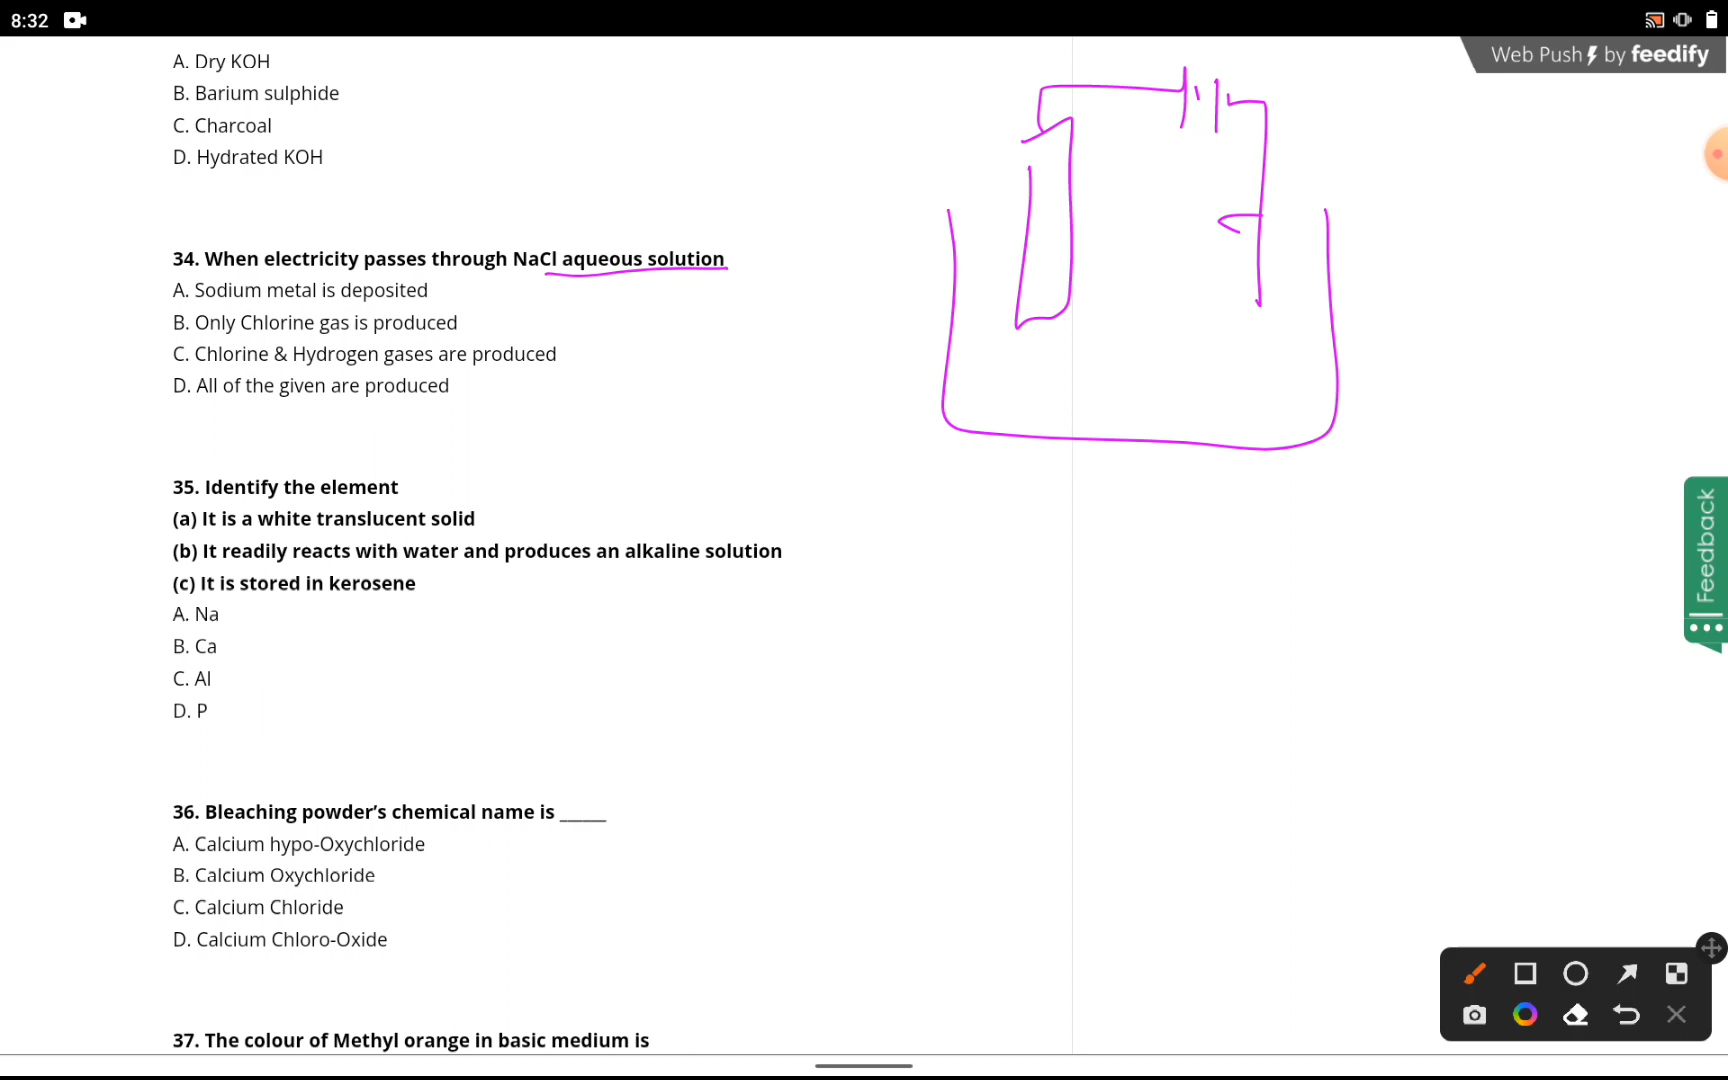 8:32
Web Push by feedify
A. Dry KOH
B. Barium sulphide
C. Charcoal
D. Hydrated KOH
34. When electricity passes through NaCl aqueous solution
A. Sodium metal is deposited
B. Only Chlorine gas is produced
C. Chlorine & Hydrogen gases are produced
D. All of the given are produced
35. Identify the element
(a) It is a white translucent solid
(b) It readily reacts with water and produces an alkaline solution
(c) It is stored in kerosene
A. Na
B. Ca
C. Al
D. P
Feedback
36. Bleaching powder’s chemical name is _____
A. Calcium hypo-Oxychloride
B. Calcium Oxychloride
C. Calcium Chloride
D. Calcium Chloro-Oxide
37. The colour of Methyl orange in basic medium is